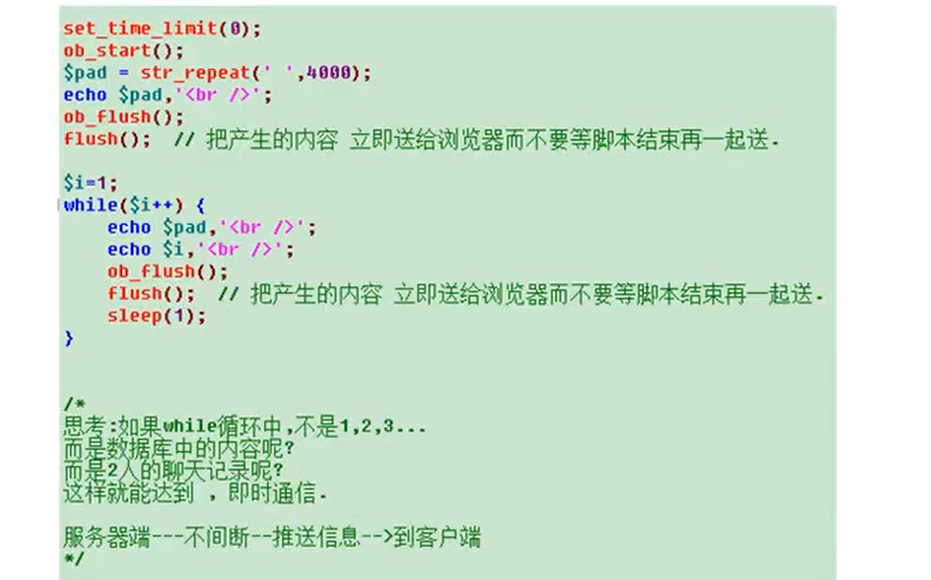 set_time_limit(0);
ob_start();
$pad = str_repeat(' ',4000);
echo $pad,'<br />';
ob_flush();
flush();  // 把产生的内容 立即送给浏览器而不要等脚本结束再一起送.
$i=1;
while($i++) {
    echo $pad,'<br />';
    echo $i,'<br />';
    ob_flush();
    flush();  // 把产生的内容 立即送给浏览器而不要等脚本结束再一起送.
    sleep(1);
}
/*
思考:如果while循环中,不是1,2,3...
而是数据库中的内容呢?
而是2人的聊天记录呢?
这样就能达到 , 即时通信.
服务器端---不间断--推送信息-->到客户端
*/